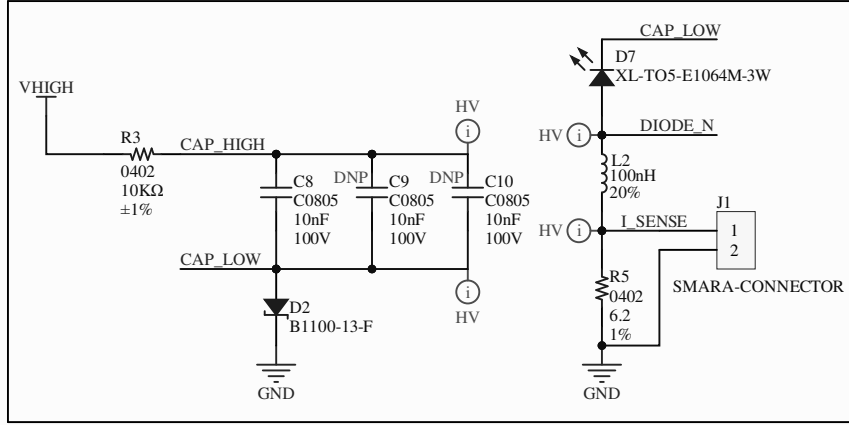 VHIGH
R3
0402
10KΩ
±1%
CAP_HIGH
HV
i
C8
C0805
10nF
100V
DNP
C9
C0805
10nF
100V
DNP
C10
C0805
10nF
100V
CAP_LOW
D2
B1100-13-F
GND
i
HV
CAP_LOW
D7
XL-TO5-E1064M-3W
HV
i
DIODE_N
L2
100nH
20%
HV
i
I_SENSE
J1
1
2
SMARA-CONNECTOR
R5
0402
6.2
1%
GND